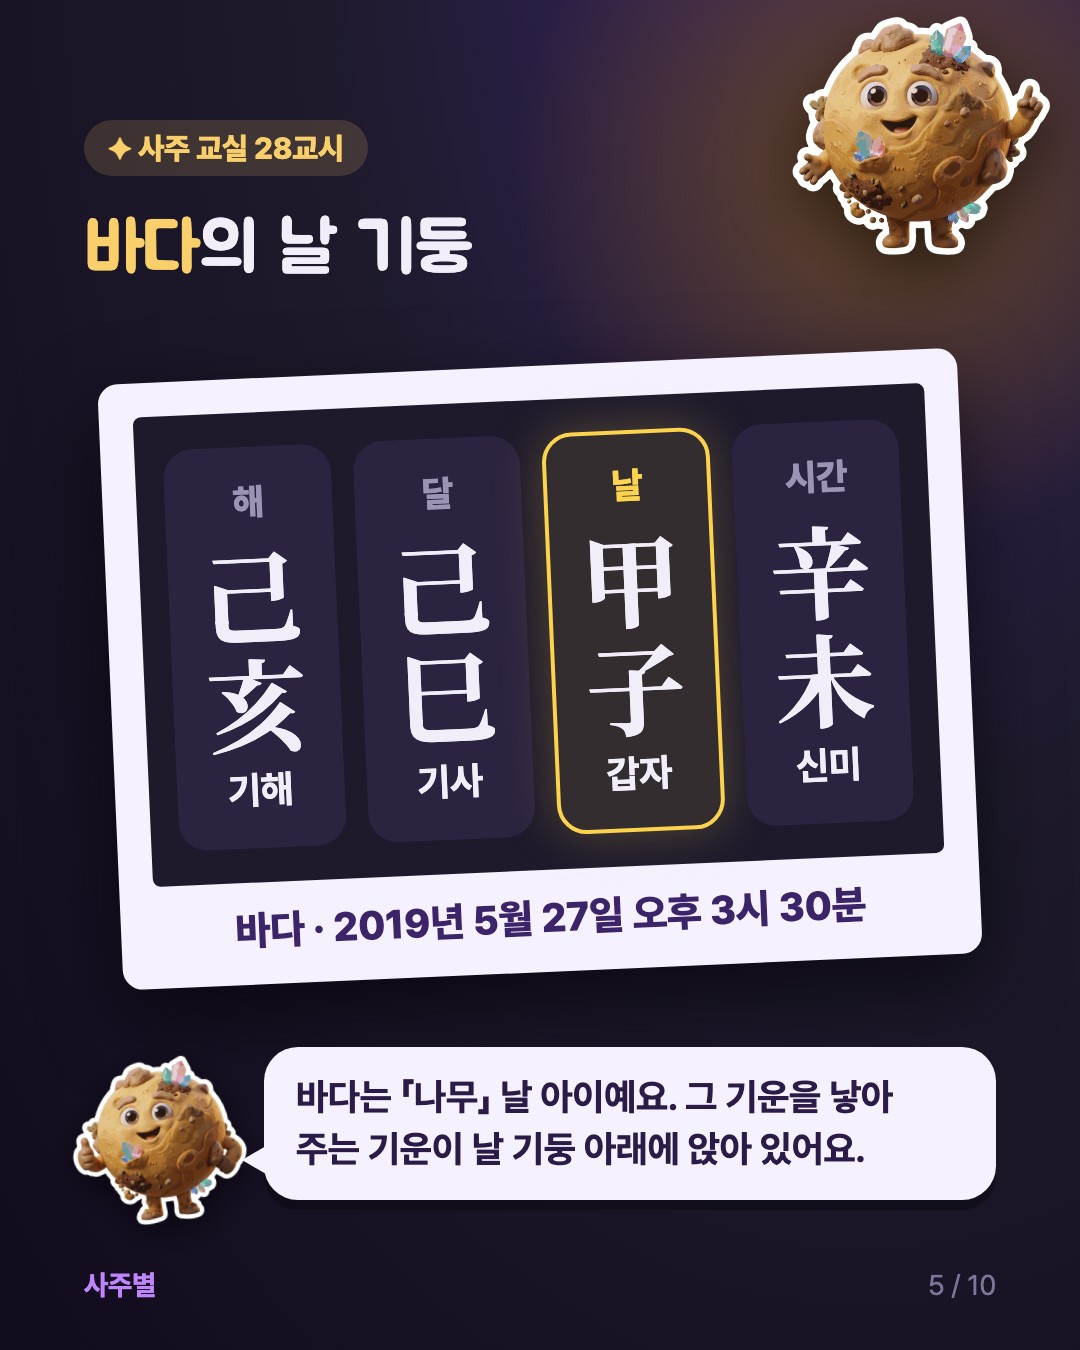 ✦ 사주 교실 28교시
바다의 날 기둥
해 달 날 시간
己 己 甲 辛
亥 巳 子 未
기해 기사 갑자 신미
바다 · 2019년 5월 27일 오후 3시 30분
바다는 「나무」 날 아이예요. 그 기운을 낳아
주는 기운이 날 기둥 아래에 앉아 있어요.
사주별
5 / 10